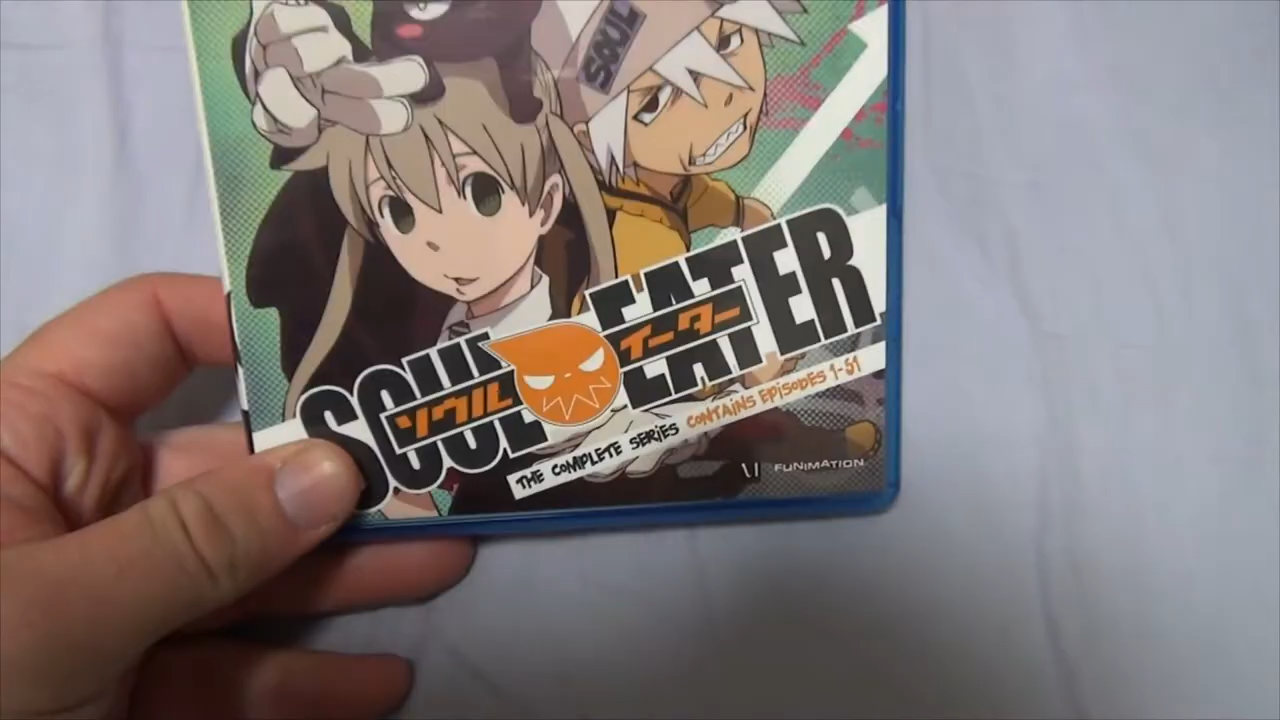 SOUL
SOUL EATER
ソウル イーター
THE COMPLETE SERIES CONTAINS EPISODES 1-51
FUNIMATION